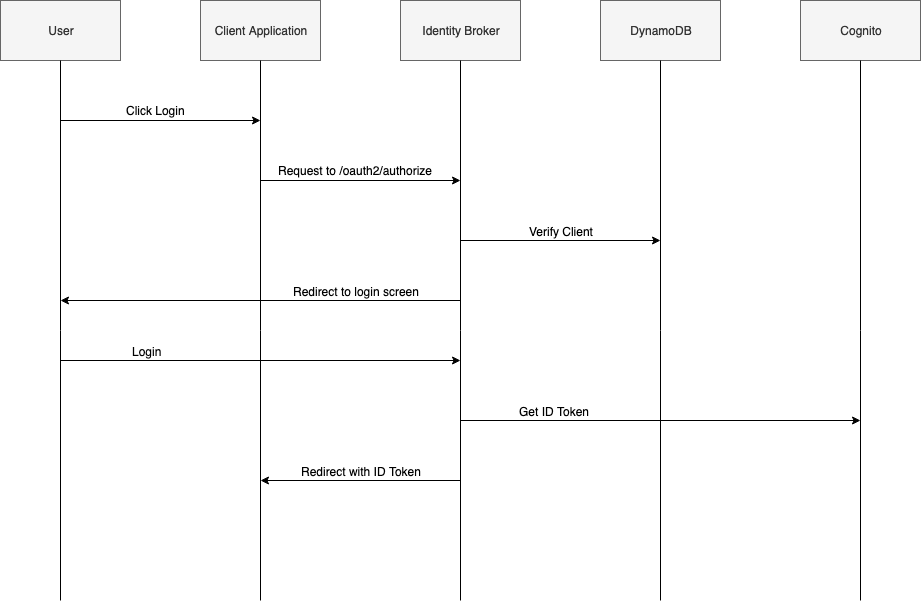 User
Client Application
Identity Broker
DynamoDB
Cognito
Click Login
Request to /oauth2/authorize
Verify Client
Redirect to login screen
Login
Get ID Token
Redirect with ID Token